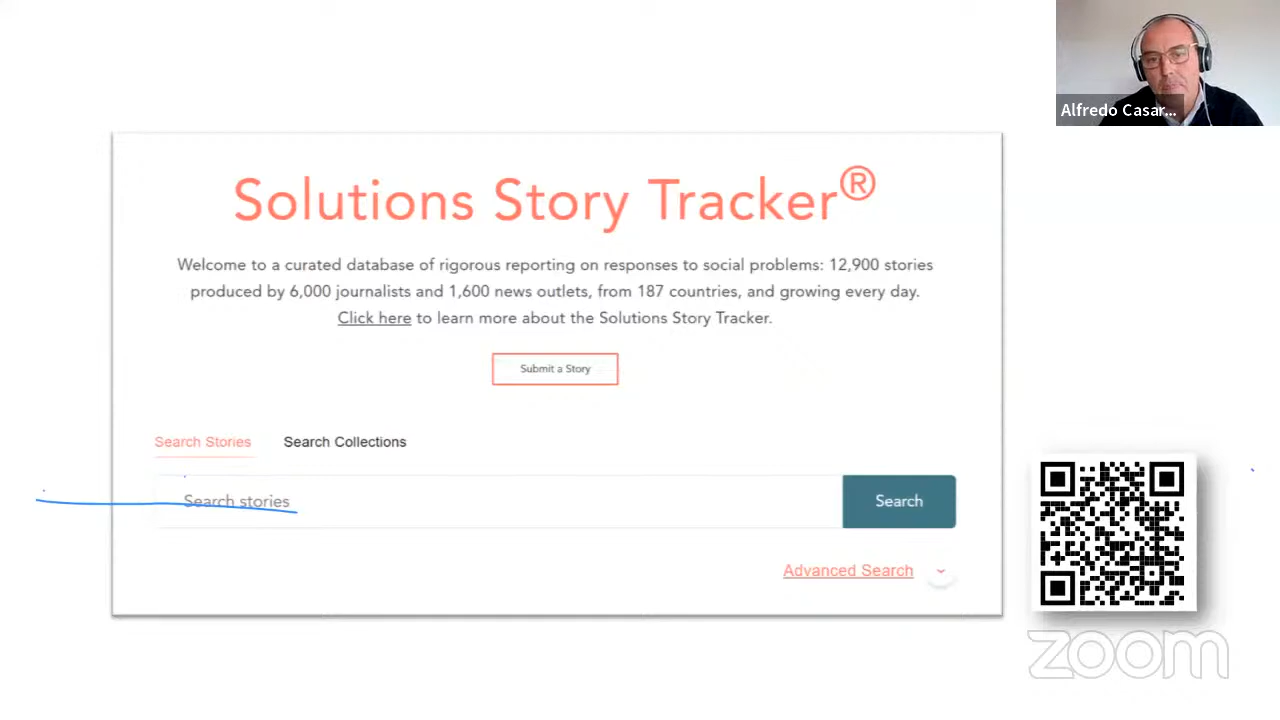 Alfredo Casar...
Solutions Story Tracker®
Welcome to a curated database of rigorous reporting on responses to social problems: 12,900 stories
produced by 6,000 journalists and 1,600 news outlets, from 187 countries, and growing every day.
Click here to learn more about the Solutions Story Tracker.
Submit a Story
Search Stories Search Collections
Search stories Search
Advanced Search
zoom